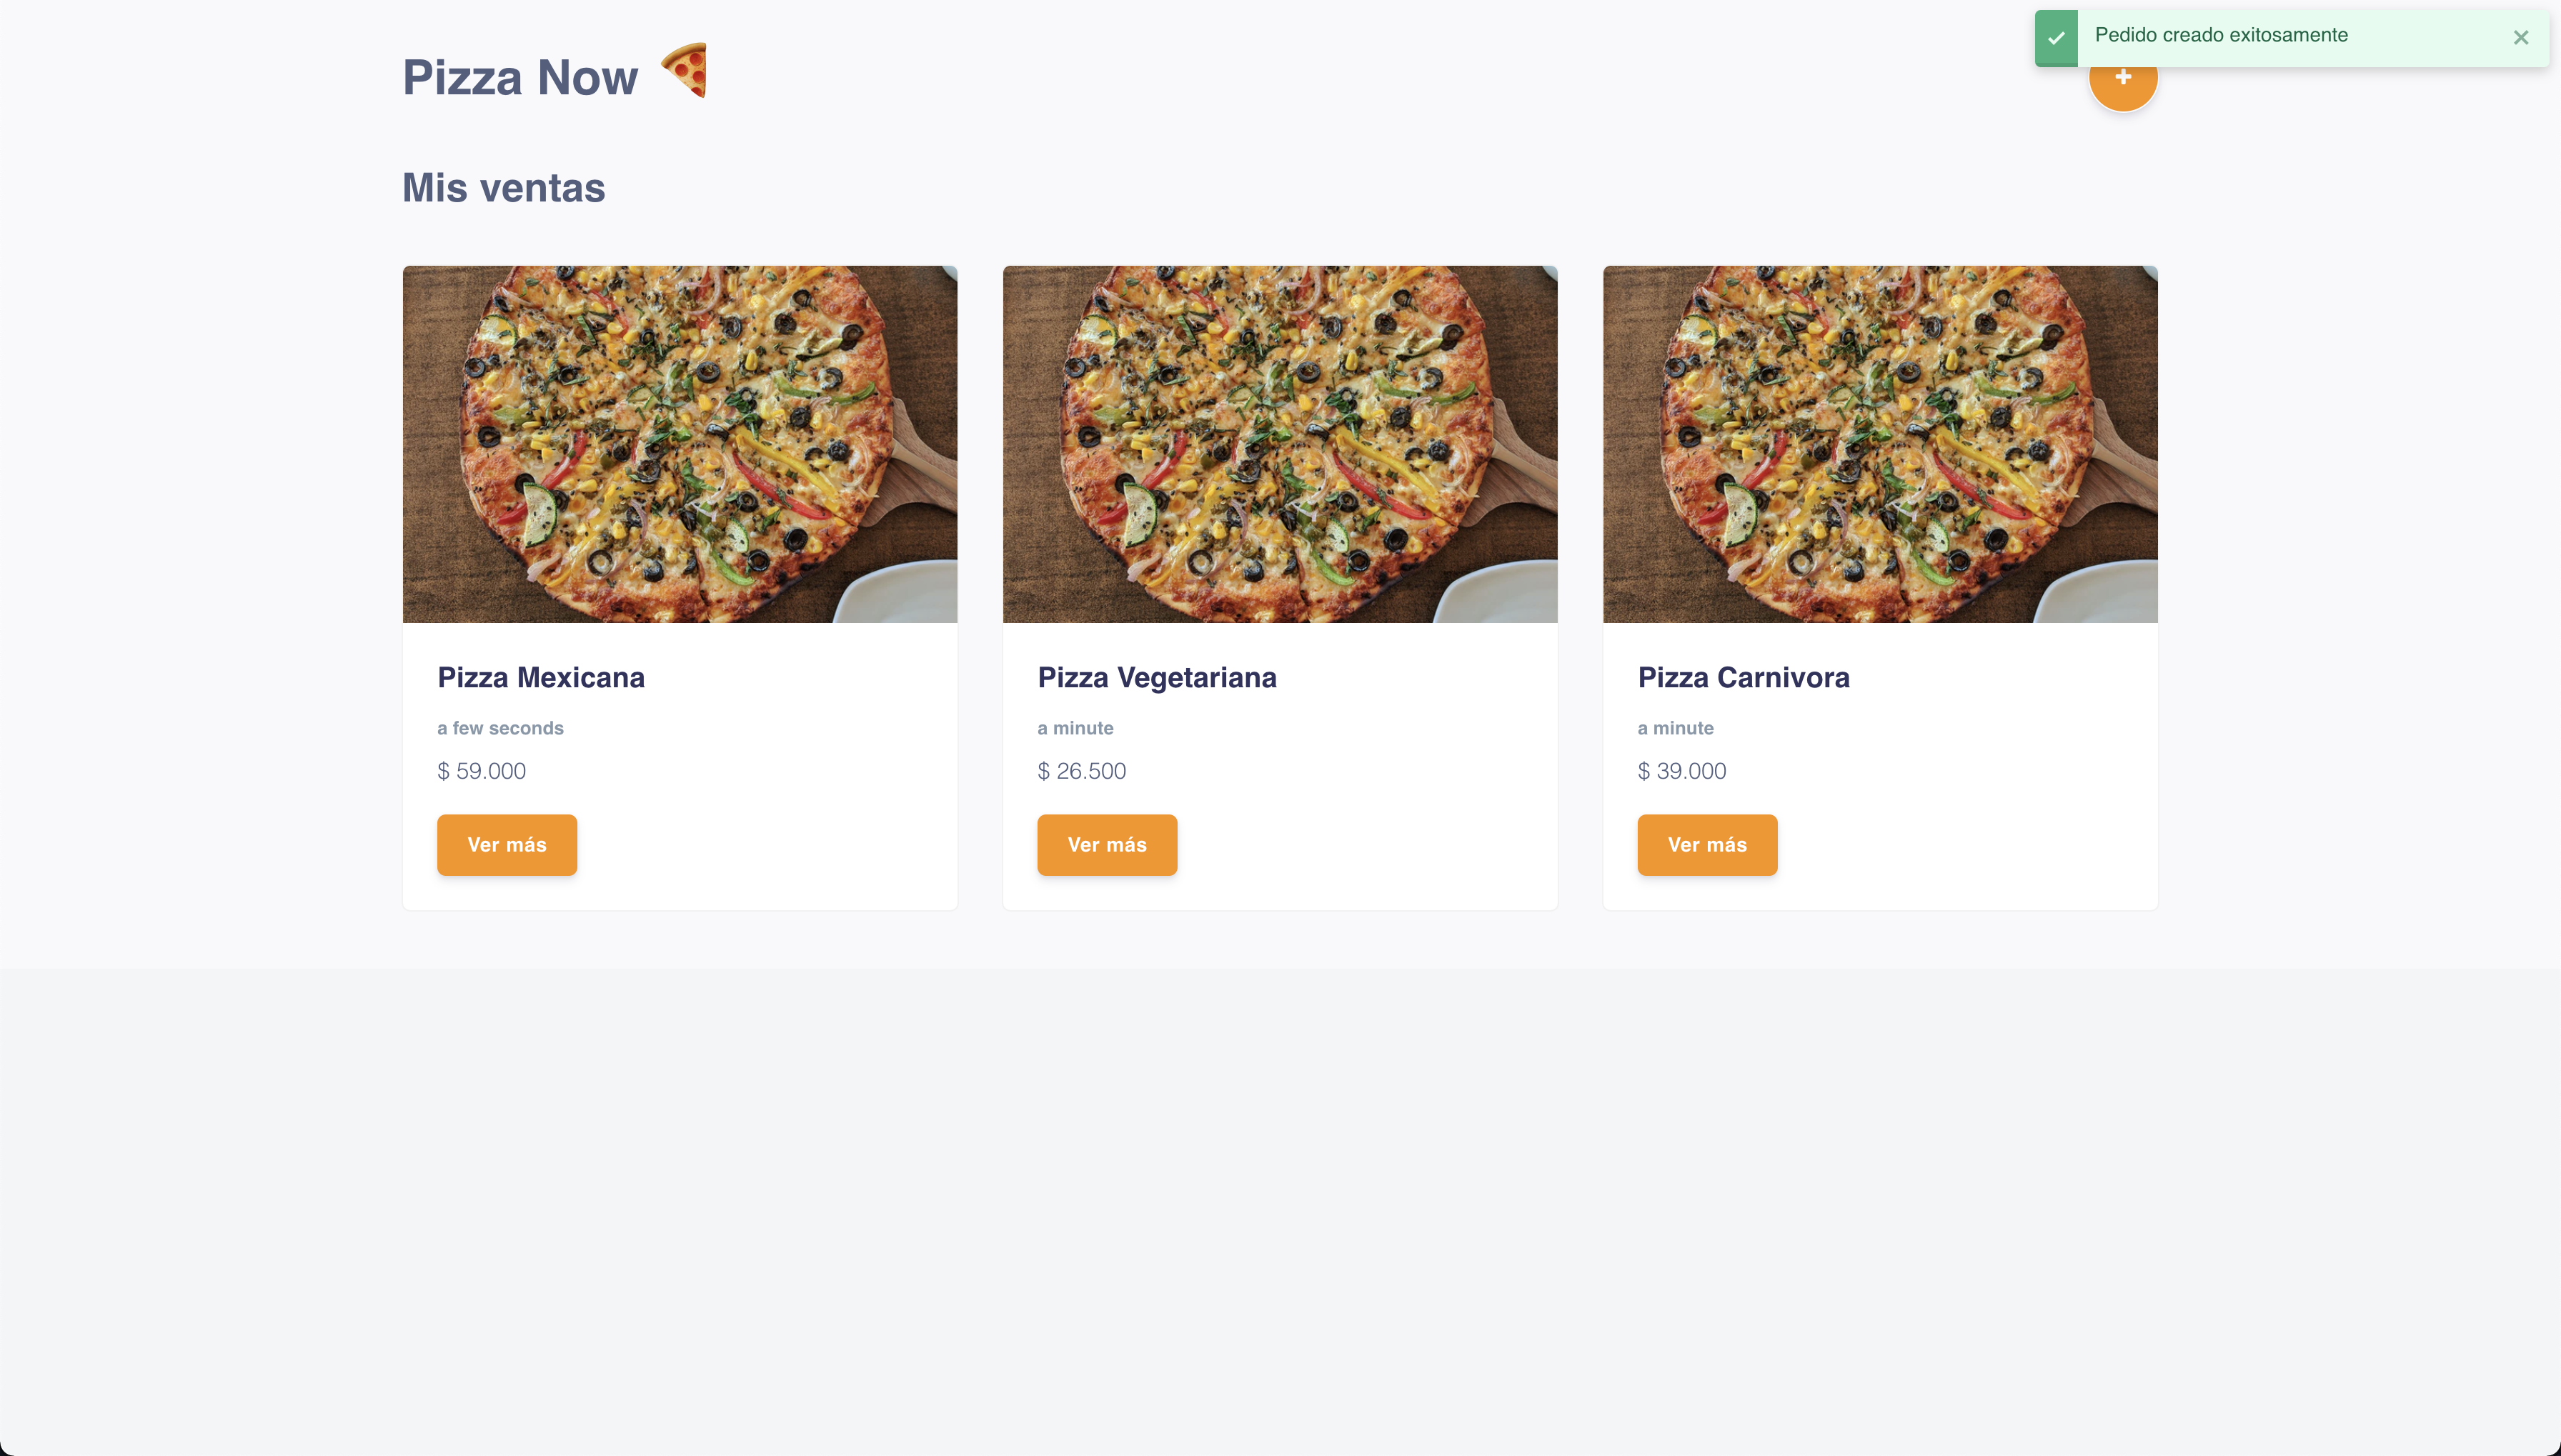 Pizza Now
Pedido creado exitosamente
Mis ventas
Pizza Mexicana
a few seconds
$ 59.000
Ver más
Pizza Vegetariana
a minute
$ 26.500
Ver más
Pizza Carnivora
a minute
$ 39.000
Ver más